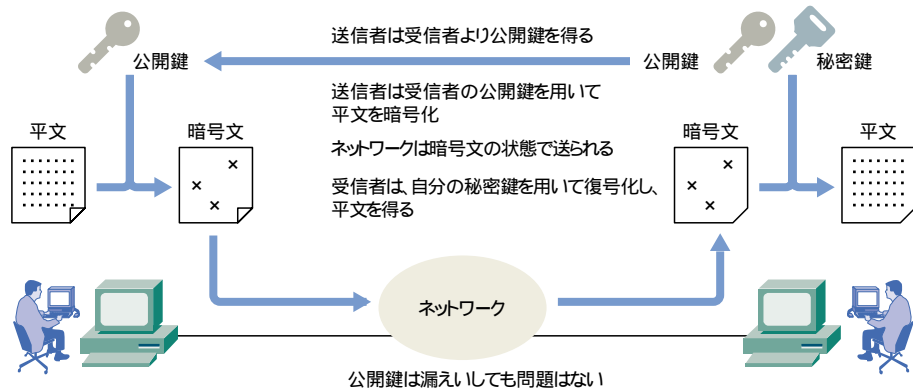 送信者は受信者より公開鍵を得る
公開鍵
公開鍵
秘密鍵
送信者は受信者の公開鍵を用いて
平文を暗号化
平文
暗号文
ネットワークは暗号文の状態で送られる
暗号文
平文
受信者は、自分の秘密鍵を用いて復号化し、
平文を得る
ネットワーク
公開鍵は漏えいしても問題はない